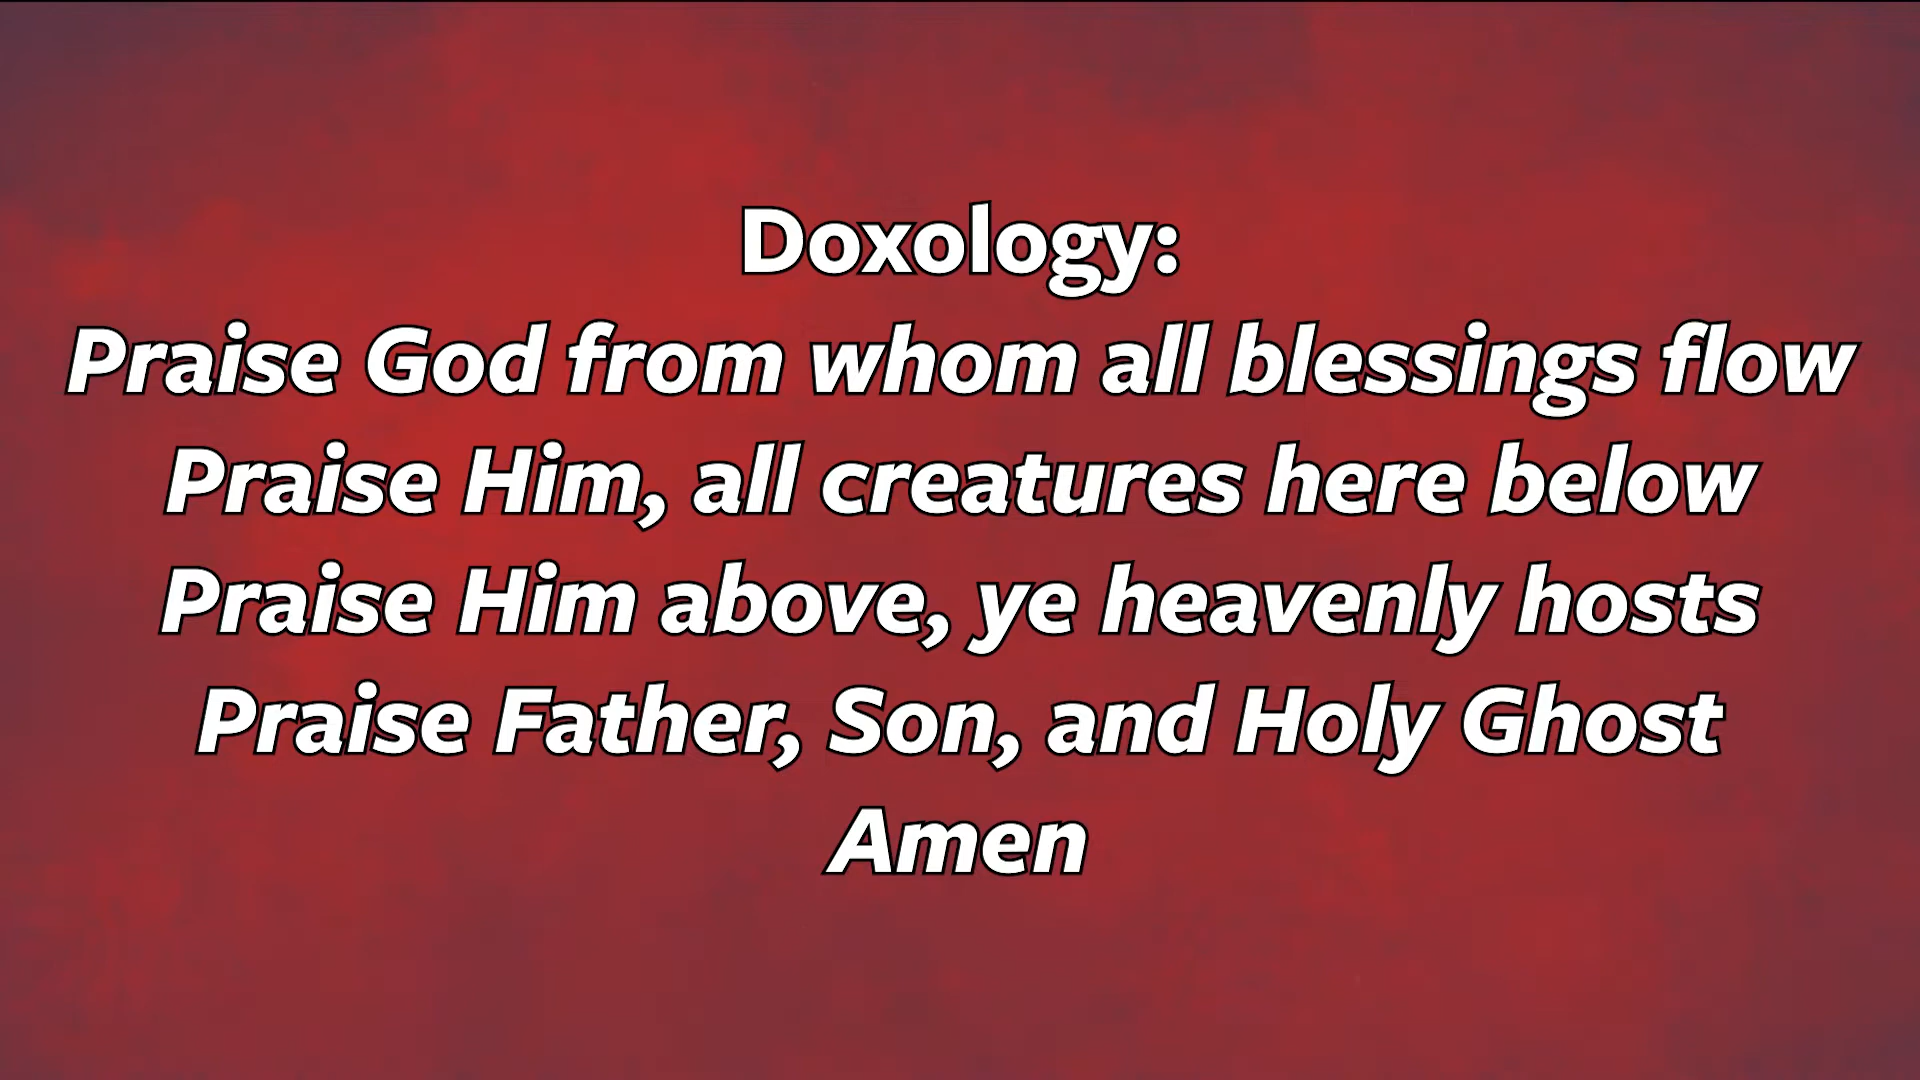 Doxology:
Praise God from whom all blessings flow
Praise Him, all creatures here below
Praise Him above, ye heavenly hosts
Praise Father, Son, and Holy Ghost
Amen